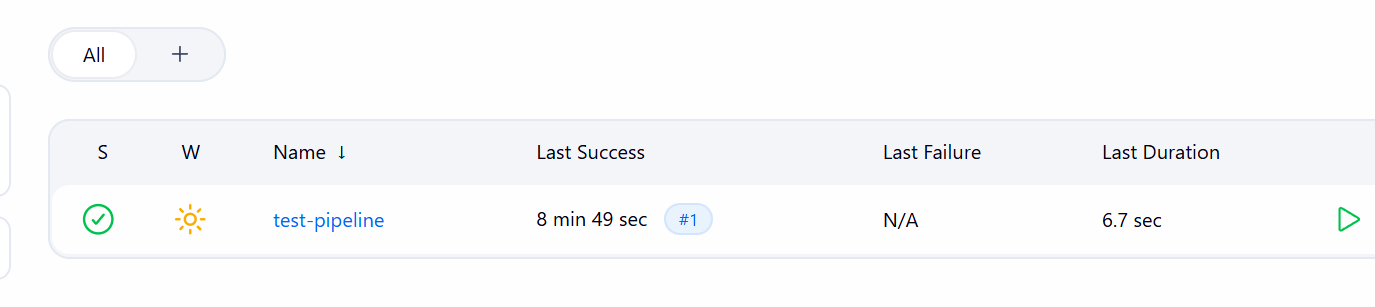 All +
S W Name ↓ Last Success Last Failure Last Duration
test-pipeline 8 min 49 sec #1 N/A 6.7 sec